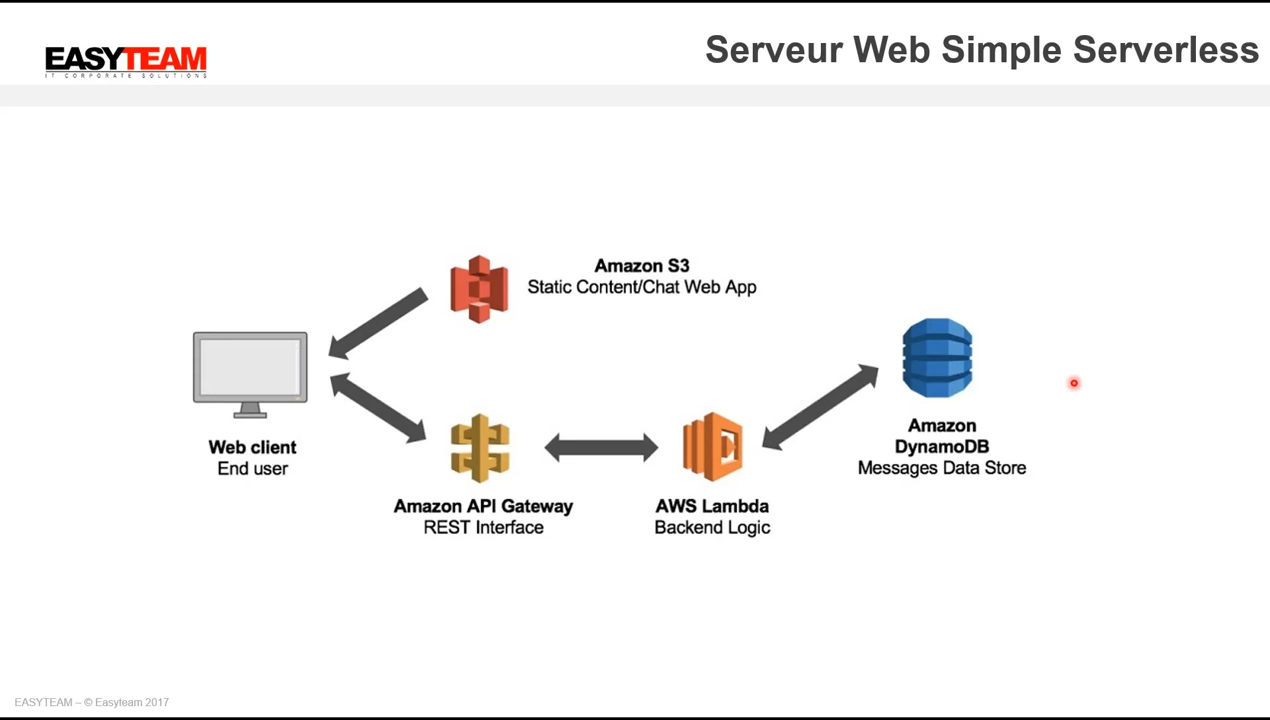 EASYTEAM
IT CORPORATE SOLUTIONS
Serveur Web Simple Serverless
Amazon S3
Static Content/Chat Web App
Web client
End user
Amazon API Gateway
REST Interface
AWS Lambda
Backend Logic
Amazon
DynamoDB
Messages Data Store
EASYTEAM – © Easyteam 2017